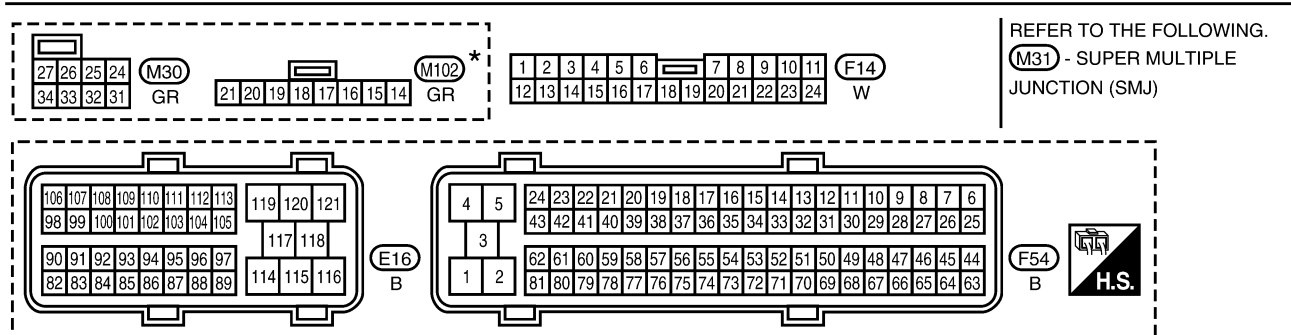 REFER TO THE FOLLOWING.
M31 - SUPER MULTIPLE
JUNCTION (SMJ)
27 26 25 24 M30
34 33 32 31 GR
M102 *
21 20 19 18 17 16 15 14 GR
1 2 3 4 5 6 7 8 9 10 11 F14
12 13 14 15 16 17 18 19 20 21 22 23 24 W
106 107 108 109 110 111 112 113
98 99 100 101 102 103 104 105
90 91 92 93 94 95 96 97
82 83 84 85 86 87 88 89
119 120 121
117 118
114 115 116
E16
B
4 5
3
1 2
24 23 22 21 20 19 18 17 16 15 14 13 12 11 10 9 8 7 6
43 42 41 40 39 38 37 36 35 34 33 32 31 30 29 28 27 26 25
62 61 60 59 58 57 56 55 54 53 52 51 50 49 48 47 46 45 44
81 80 79 78 77 76 75 74 73 72 71 70 69 68 67 66 65 64 63
F54
B
H.S.